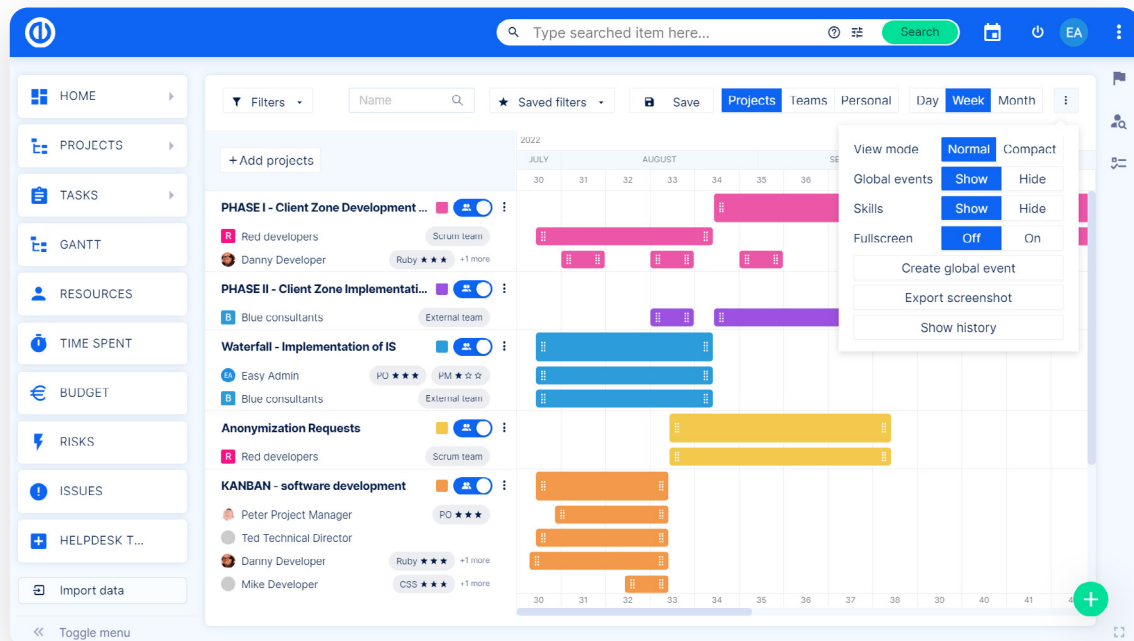 Type searched item here...
Search
EA
HOME
PROJECTS
TASKS
GANTT
RESOURCES
TIME SPENT
BUDGET
RISKS
ISSUES
HELPDESK T...
Import data
Toggle menu
Filters
Name
Saved filters
Save
Projects Teams Personal
Day Week Month
+Add projects
2022
JULY AUGUST
30 31 32 33 34 35 36
View mode Normal Compact
Global events Show Hide
Skills Show Hide
Fullscreen Off On
Create global event
Export screenshot
Show history
PHASE I - Client Zone Development ...
R Red developers Scrum team
Danny Developer Ruby ★ ★ ★ +1 more
PHASE II - Client Zone Implementati...
B Blue consultants External team
Waterfall - Implementation of IS
EA Easy Admin PO ★ ★ ★ PM ★ ☆ ☆
B Blue consultants External team
Anonymization Requests
R Red developers Scrum team
KANBAN - software development
Peter Project Manager PO ★ ★ ★
Ted Technical Director
Danny Developer Ruby ★ ★ ★ +1 more
Mike Developer CSS ★ ★ ★ +1 more
30 31 32 33 34 35 36 37 38 39 40 41